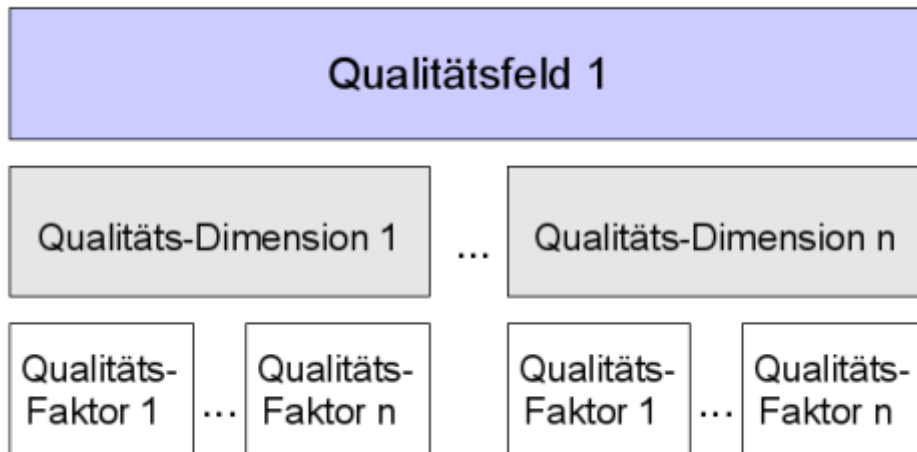 Qualitätsfeld 1
Qualitäts-Dimension 1 ... Qualitäts-Dimension n
Qualitäts-
Faktor 1
...
Qualitäts-
Faktor n
Qualitäts-
Faktor 1
...
Qualitäts-
Faktor n